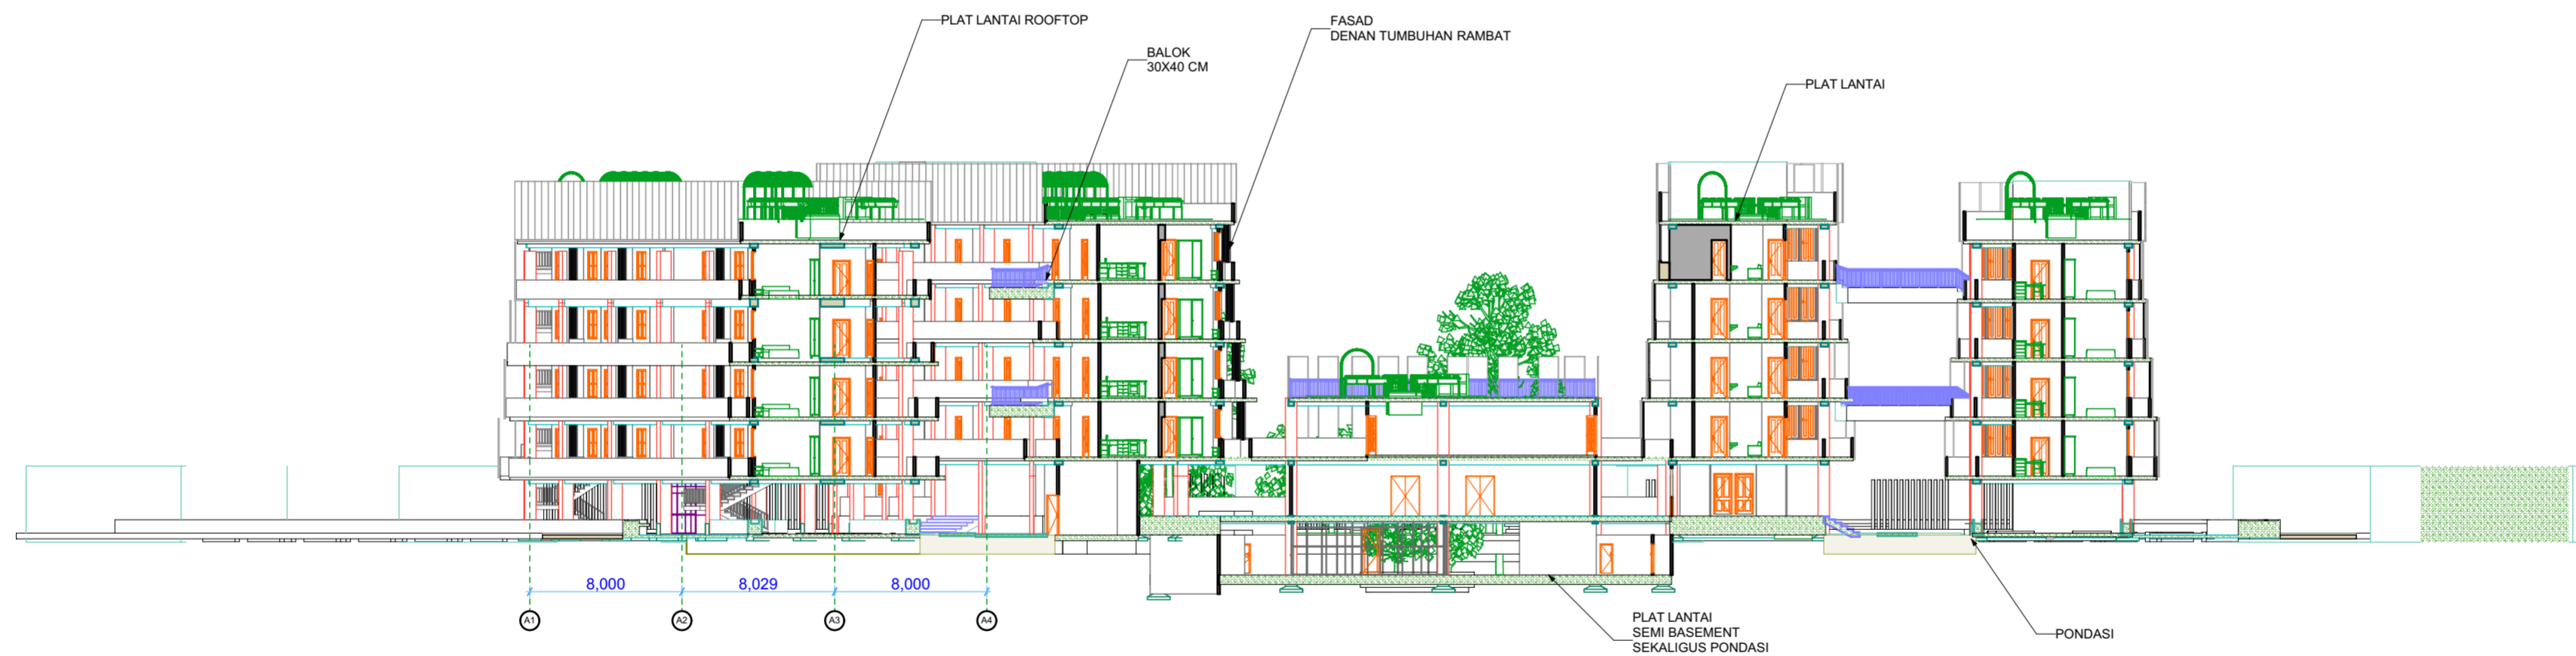 PLAT LANTAI ROOFTOP
FASAD
DENAN TUMBUHAN RAMBAT
BALOK
30X40 CM
PLAT LANTAI
8,000
8,029
8,000
A1
A2
A3
A4
PLAT LANTAI
SEMI BASEMENT
SEKALIGUS PONDASI
PONDASI